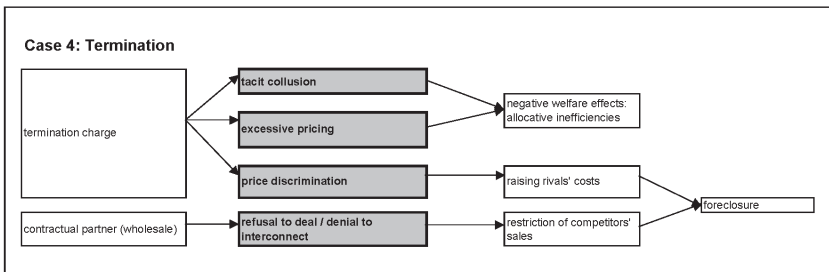 Case 4: Termination
tacit collusion
termination charge
excessive pricing
negative welfare effects:
allocative inefficiencies
price discrimination
raising rivals' costs
foreclosure
contractual partner (wholesale)
refusal to deal / denial to
interconnect
restriction of competitors'
sales